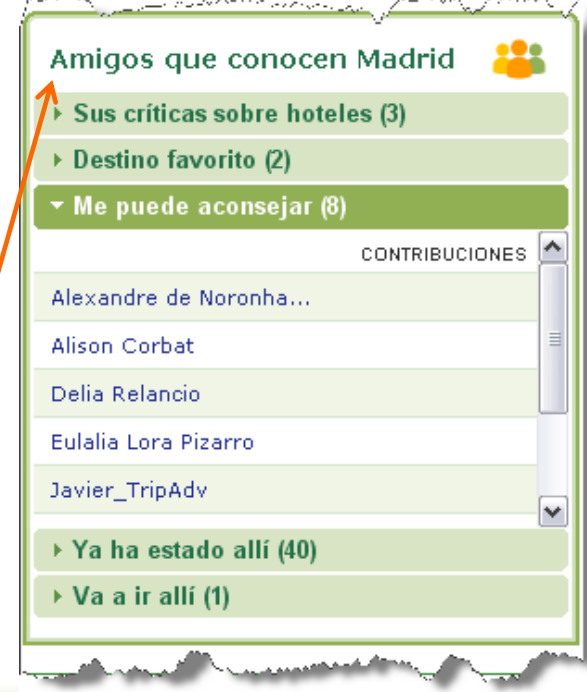 Amigos que conocen Madrid
Sus críticas sobre hoteles (3)
Destino favorito (2)
Me puede aconsejar (8)
CONTRIBUCIONES
Alexandre de Noronha...
Alison Corbat
Delia Relancio
Eulalia Lora Pizarro
Javier_TripAdv
Ya ha estado allí (40)
Va a ir allí (1)